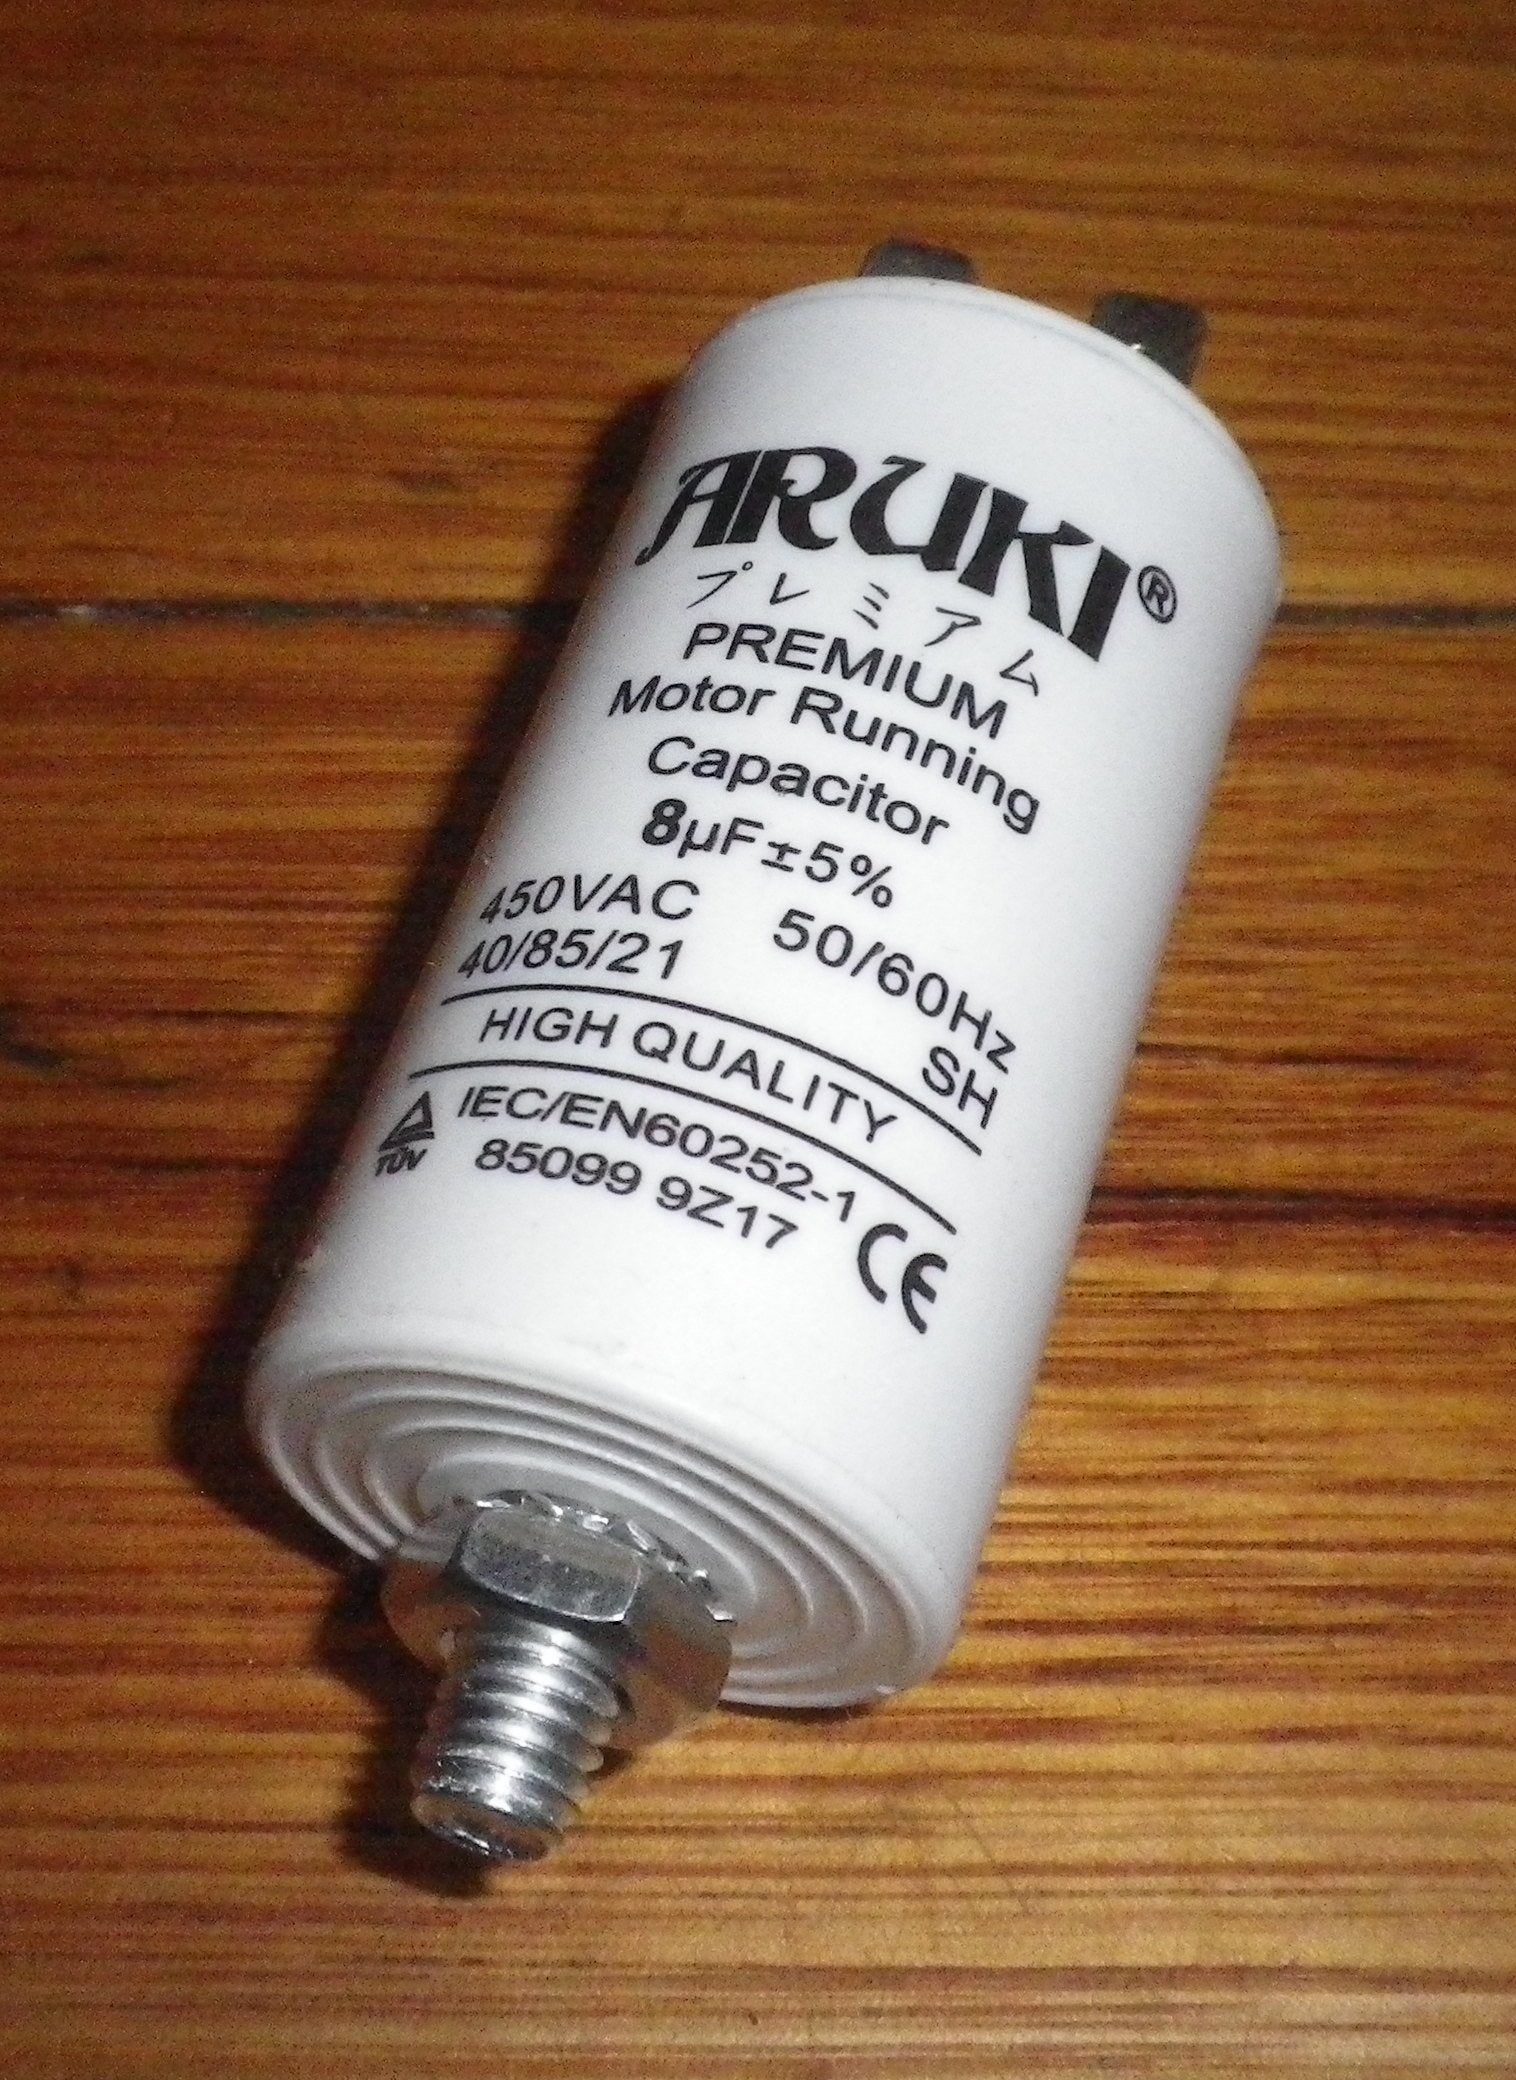 ARUKI®
プレミアム
PREMIUM
Motor Running
Capacitor
8µF±5%
450VAC 50/60Hz
40/85/21 SH
HIGH QUALITY
IEC/EN60252-1
TÜV 85099 9Z17 CE